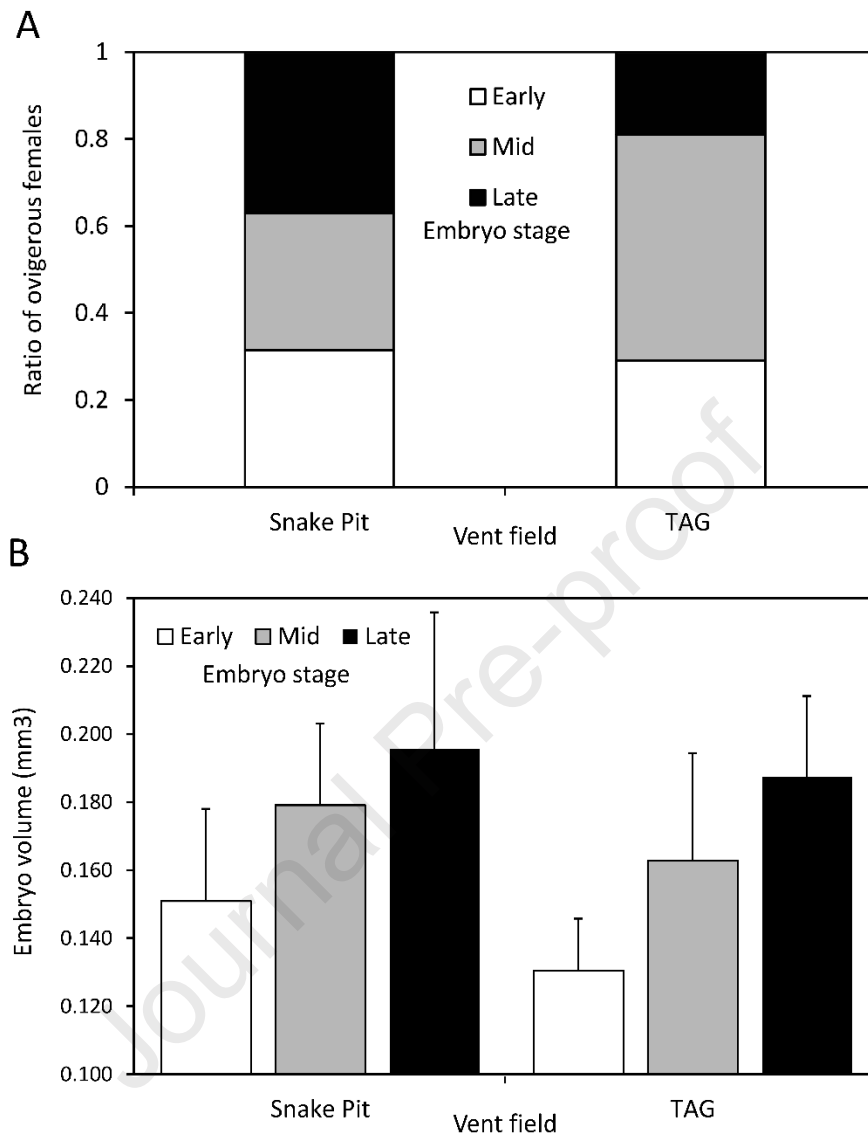 A
Ratio of ovigerous females
1
0.8
0.6
0.4
0.2
0
Early
Mid
Late
Embryo stage
Snake Pit
Vent field
TAG
B
Embryo volume (mm3)
0.240
0.220
0.200
0.180
0.160
0.140
0.120
0.100
Early Mid Late
Embryo stage
Snake Pit
Vent field
TAG
Journal Pre-proof